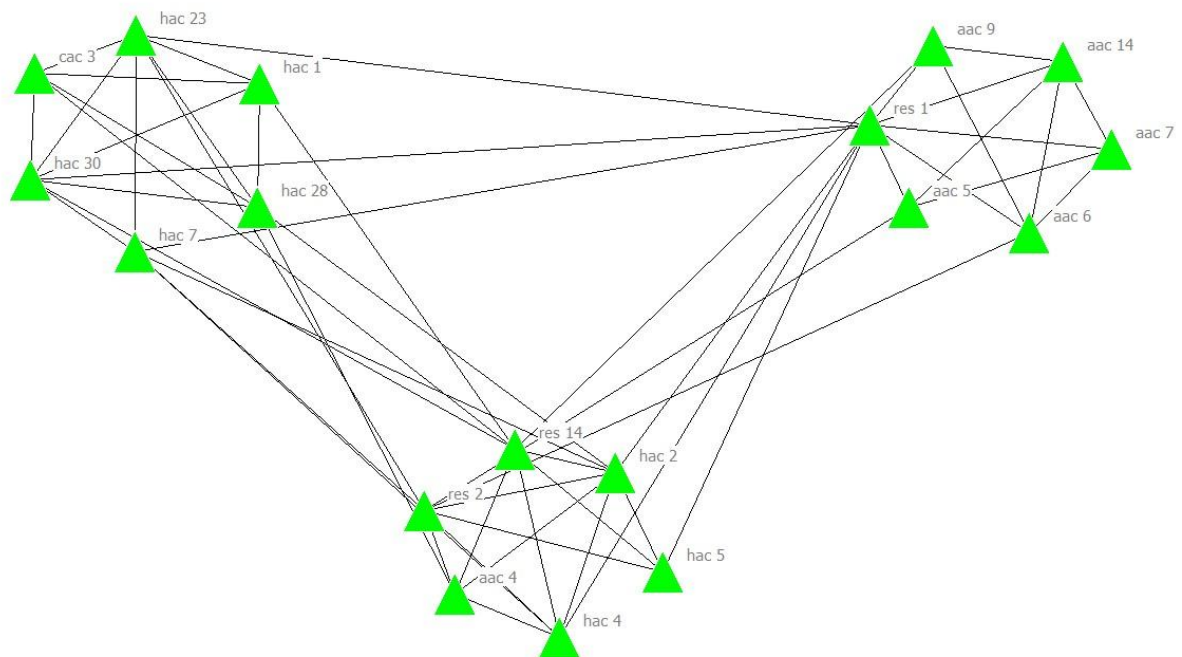 hac 23
cac 3
hac 1
hac 30
hac 28
hac 7
aac 9
aac 14
res 1
aac 7
aac 5
aac 6
res 14
hac 2
res 2
hac 5
aac 4
hac 4